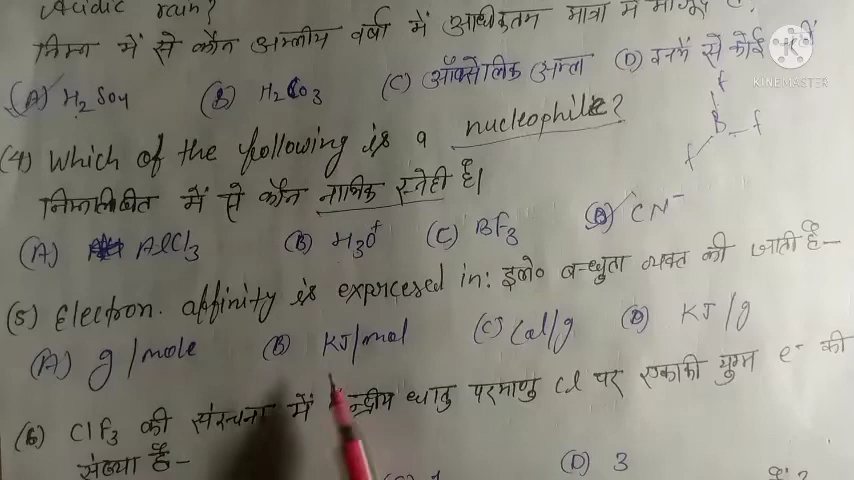 Acidic rain?
निम्न में से कौन अम्लीय वर्षा में अधिकतम मात्रा में
(A) H2SO4 (B) H2CO3 (C) ऑक्सेलिक अम्ल (D) इनमें से कोई नहीं
KINEMASTER
F
B
F F
(4) Which of the following is a nucleophile?
निम्नलिखित में से कौन नाभिक स्नेही है।
(A) AlCl3 (B) H3O+ (C) BF3 (D) CN-
(5) Electron. affinity is exprcesed in: इले० बन्धुता व्यक्त की जाती है-
(A) g/mole (B) KJ/mol (C) Cal/g (D) KJ/g
(6) ClF3 की संरचना में केन्द्रीय धातु परमाणु Cl पर एकाकी युग्म e- की
संख्या है-
(D) 3